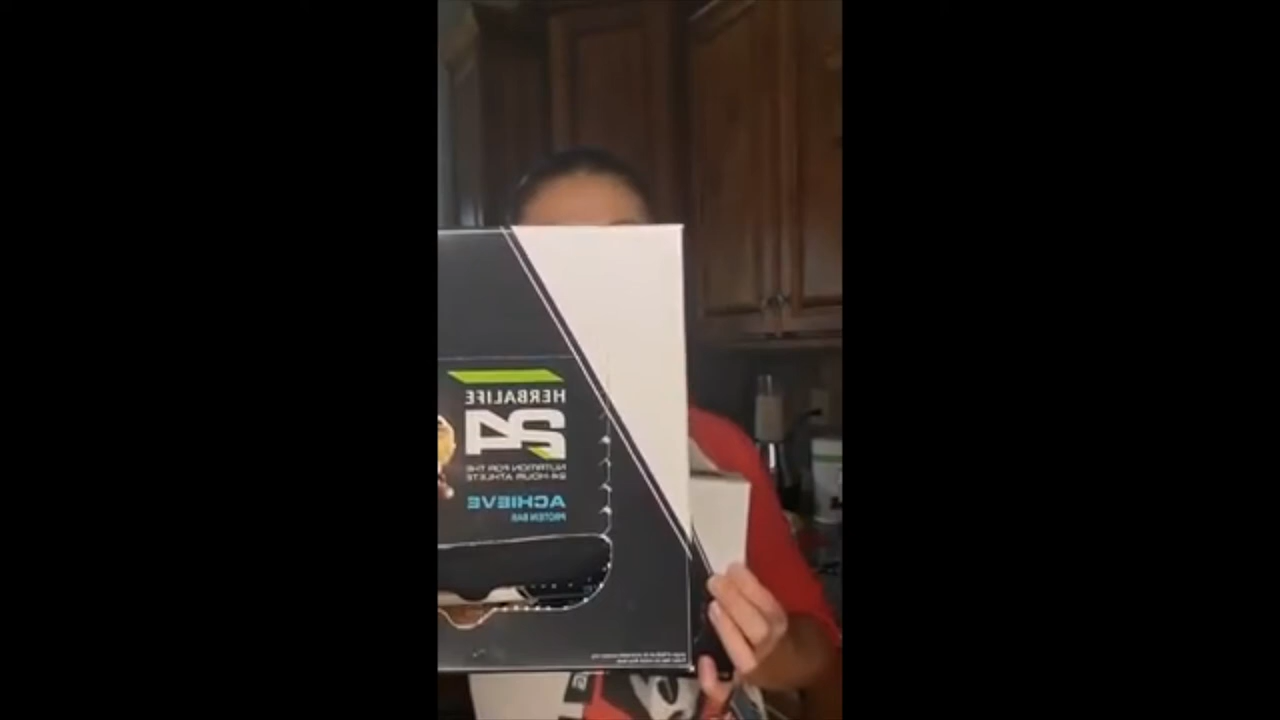 HERBALIFE
24
NUTRITION FOR THE
24-HOUR ATHLETE
ACHIEVE
PROTEIN BAR